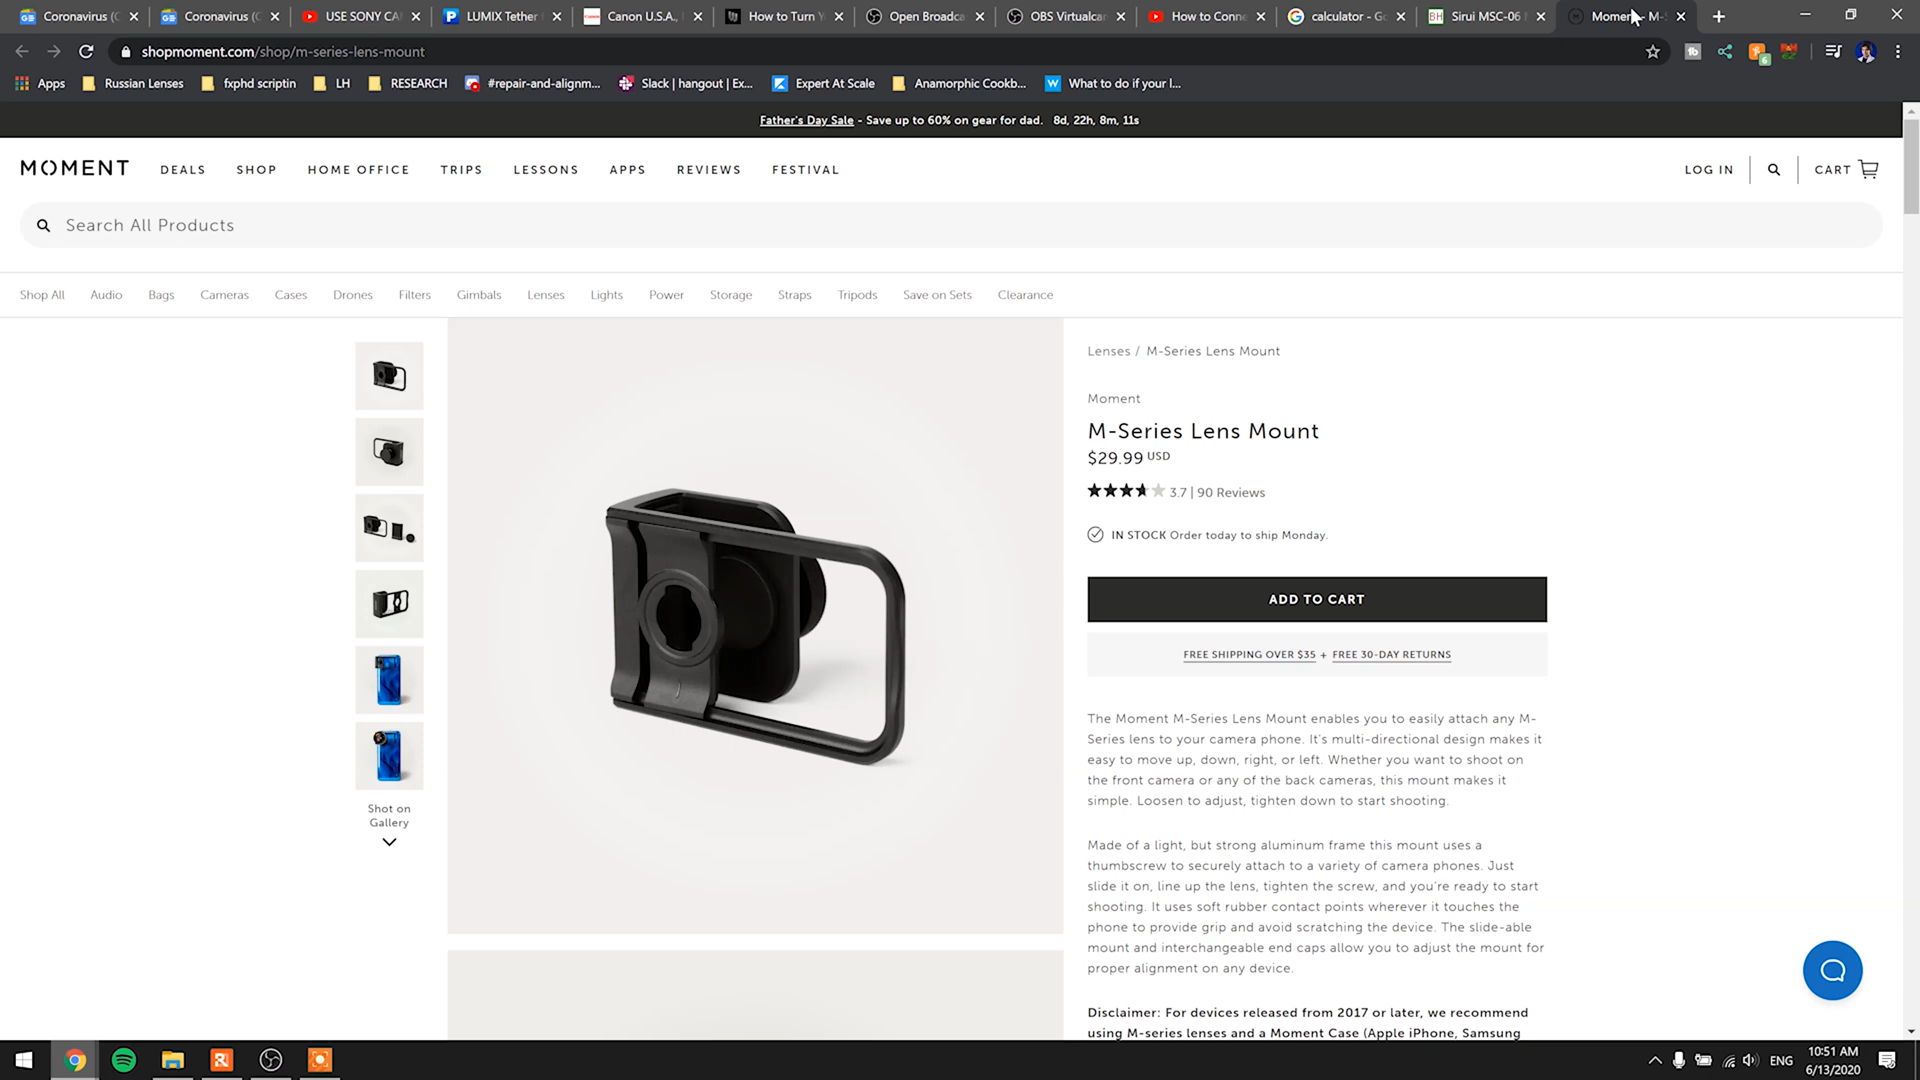 Coronavirus (C
Coronavirus (C
USE SONY CA
LUMIX Tether
Canon U.S.A.,
How to Turn Y
Open Broadca
OBS Virtualcar
How to Conne
calculator - Go
Sirui MSC-06
Moment - M-S
shopmoment.com/shop/m-series-lens-mount
Apps
Russian Lenses
fxphd scriptin
LH
RESEARCH
#repair-and-alignm...
Slack | hangout | Ex...
Expert At Scale
Anamorphic Cookb...
What to do if your l...
Father's Day Sale - Save up to 60% on gear for dad. 8d, 22h, 8m, 11s
MOMENT
DEALS
SHOP
HOME OFFICE
TRIPS
LESSONS
APPS
REVIEWS
FESTIVAL
LOG IN
CART
Search All Products
Shop All
Audio
Bags
Cameras
Cases
Drones
Filters
Gimbals
Lenses
Lights
Power
Storage
Straps
Tripods
Save on Sets
Clearance
Lenses / M-Series Lens Mount
Moment
M-Series Lens Mount
$29.99 USD
3.7 | 90 Reviews
IN STOCK Order today to ship Monday.
ADD TO CART
FREE SHIPPING OVER $35 + FREE 30-DAY RETURNS
The Moment M-Series Lens Mount enables you to easily attach any M-
Series lens to your camera phone. It's multi-directional design makes it
easy to move up, down, right, or left. Whether you want to shoot on
the front camera or any of the back cameras, this mount makes it
simple. Loosen to adjust, tighten down to start shooting.
Shot on
Gallery
Made of a light, but strong aluminum frame this mount uses a
thumbscrew to securely attach to a variety of camera phones. Just
slide it on, line up the lens, tighten the screw, and you're ready to start
shooting. It uses soft rubber contact points wherever it touches the
phone to provide grip and avoid scratching the device. The slide-able
mount and interchangeable end caps allow you to adjust the mount for
proper alignment on any device.
Disclaimer: For devices released from 2017 or later, we recommend
using M-series lenses and a Moment Case (Apple iPhone, Samsung
ENG
10:51 AM
6/13/2020